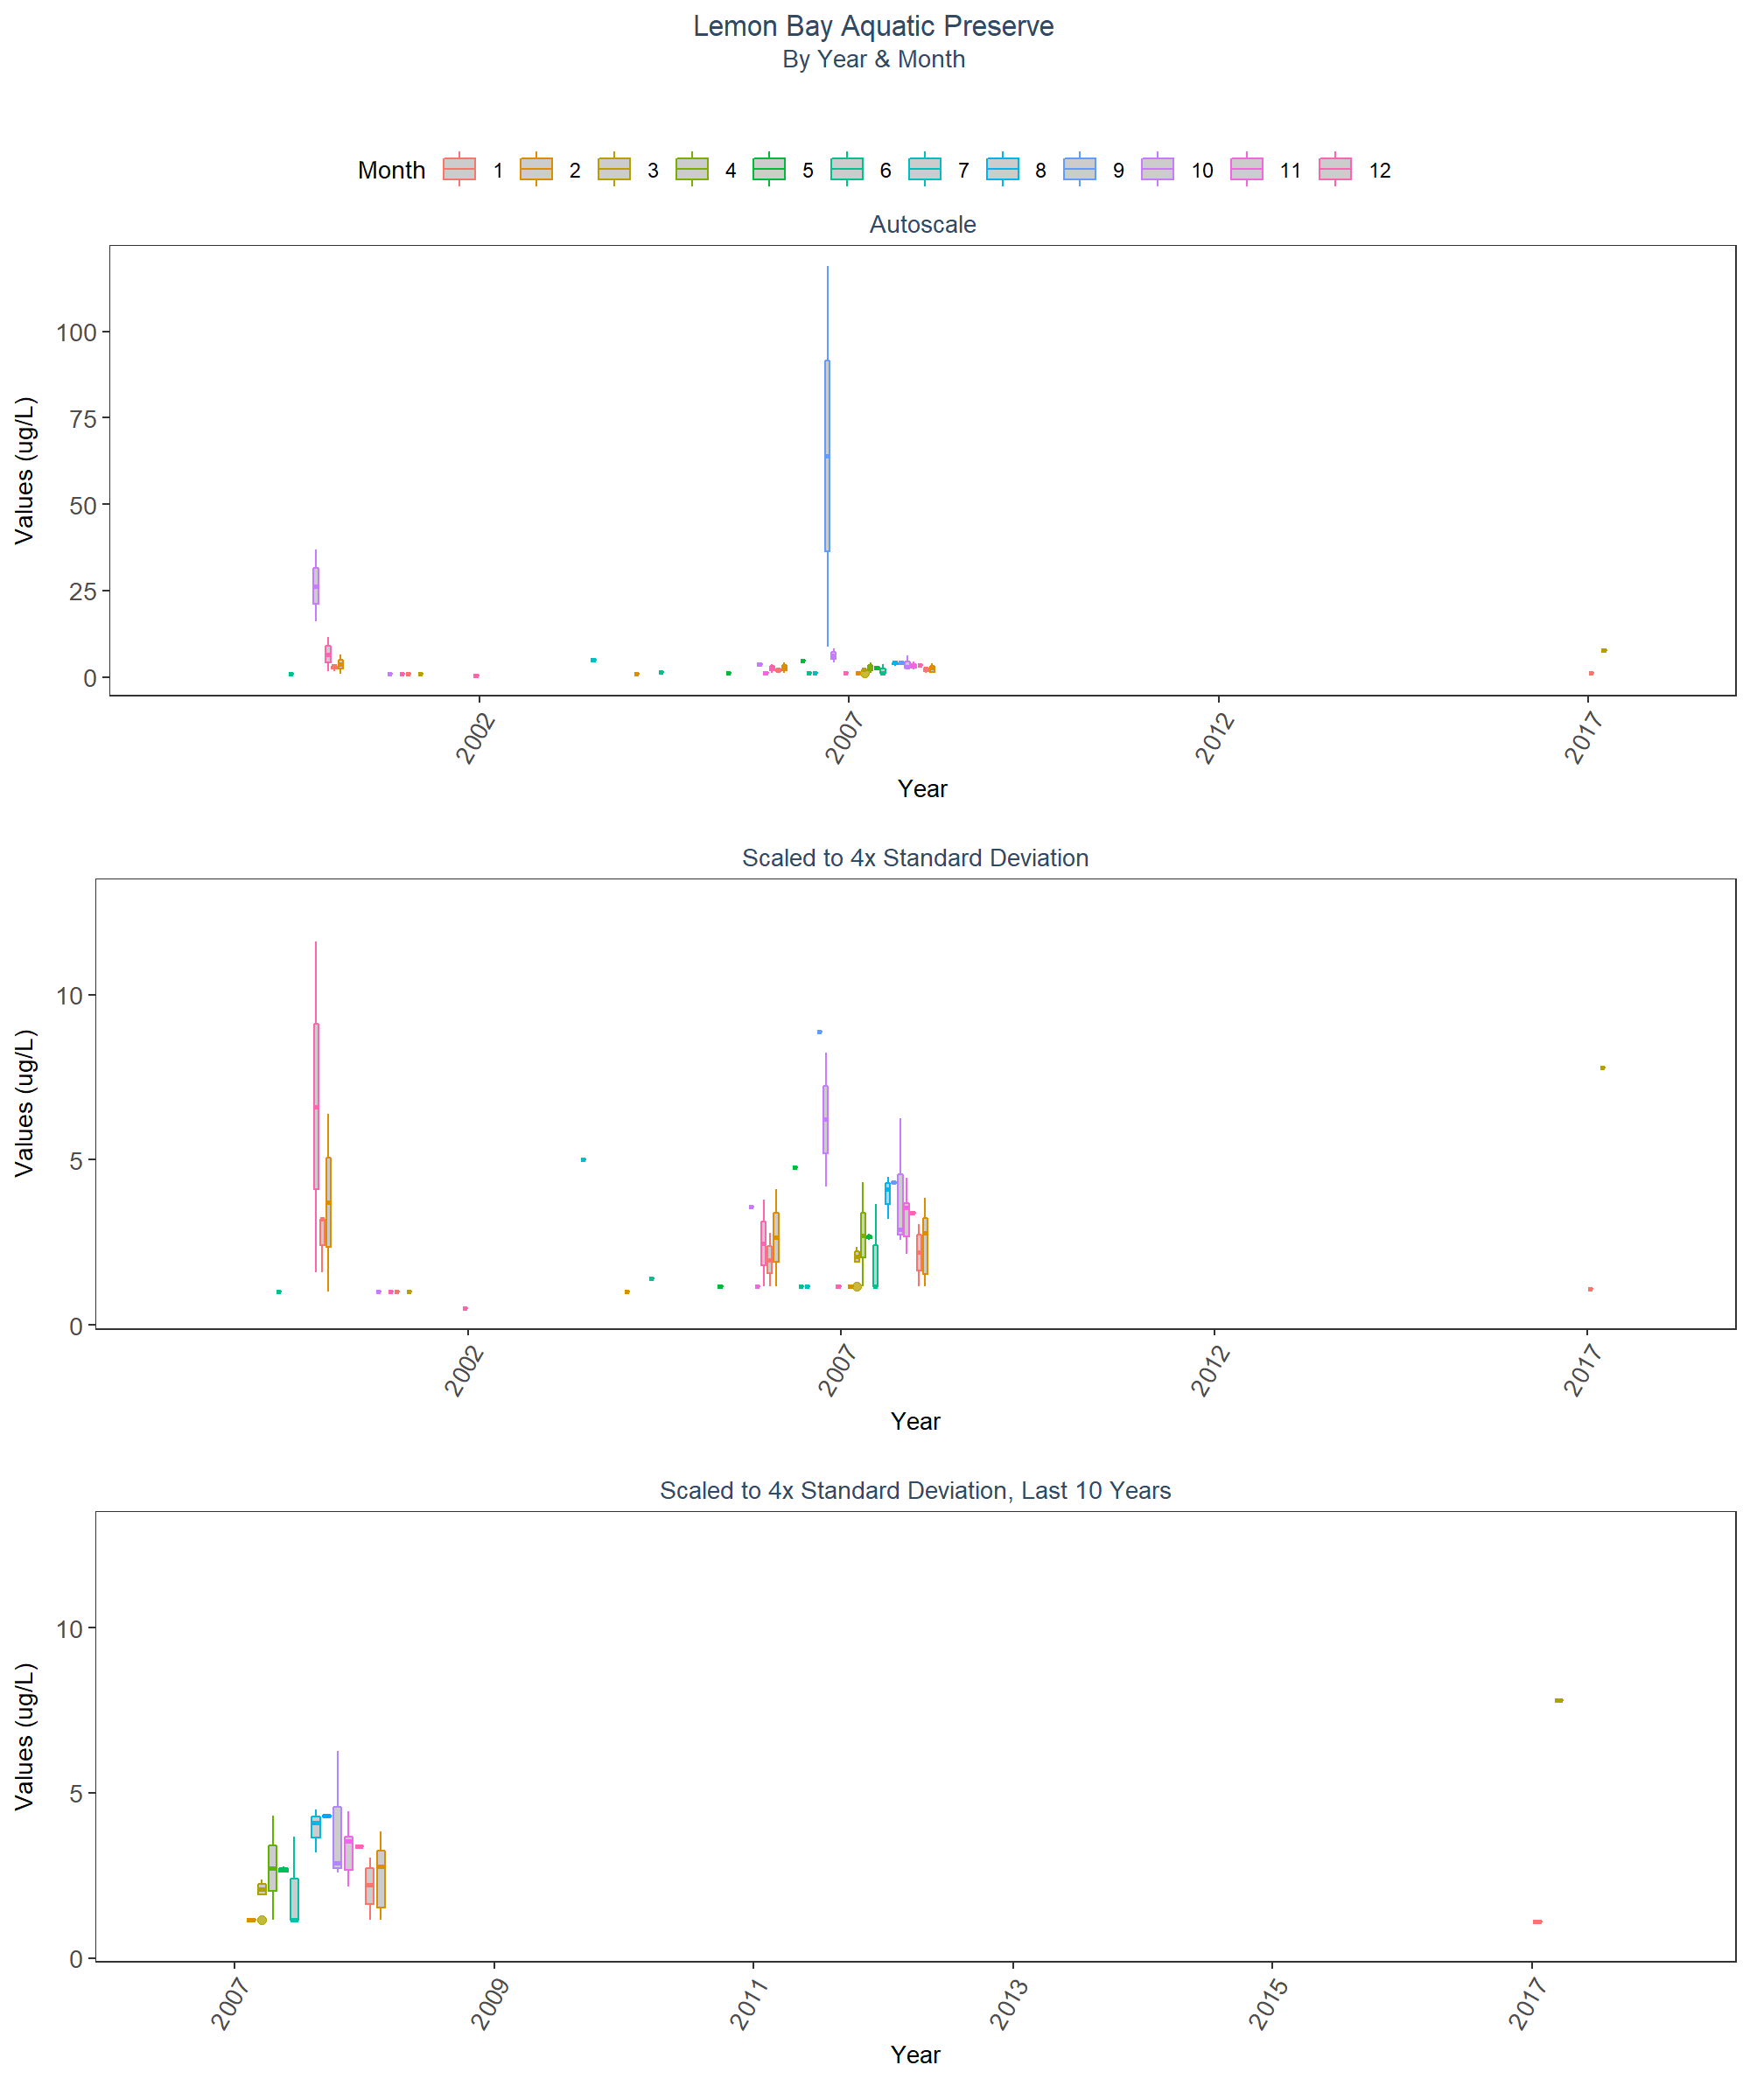 Lemon Bay Aquatic Preserve
By Year & Month
Month 1 2 3 4 5 6 7 8 9 10 11 12
Autoscale
Values (ug/L)
100
75
50
25
0
2002 2007 2012 2017
Year
Scaled to 4x Standard Deviation
Values (ug/L)
10
5
0
2002 2007 2012 2017
Year
Scaled to 4x Standard Deviation, Last 10 Years
Values (ug/L)
10
5
0
2007 2009 2011 2013 2015 2017
Year